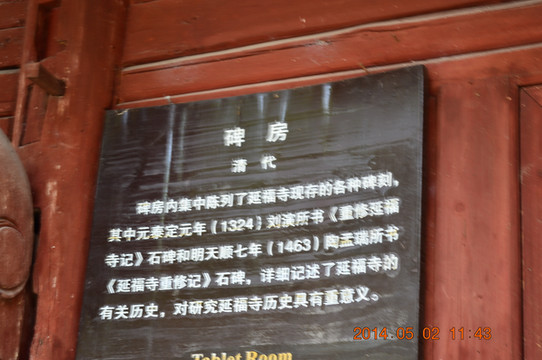 碑 房
清 代
碑房内集中陈列了延福寺现存的各种碑刻，
其中元泰定元年（1324）刘演所书《重修延福
寺记》石碑和明天顺七年（1463）陶孟瑞所书
《延福寺重修记》石碑，详细记述了延福寺的
有关历史，对研究延福寺历史具有重意义。
Tablet Room
2014.05.02 11:43